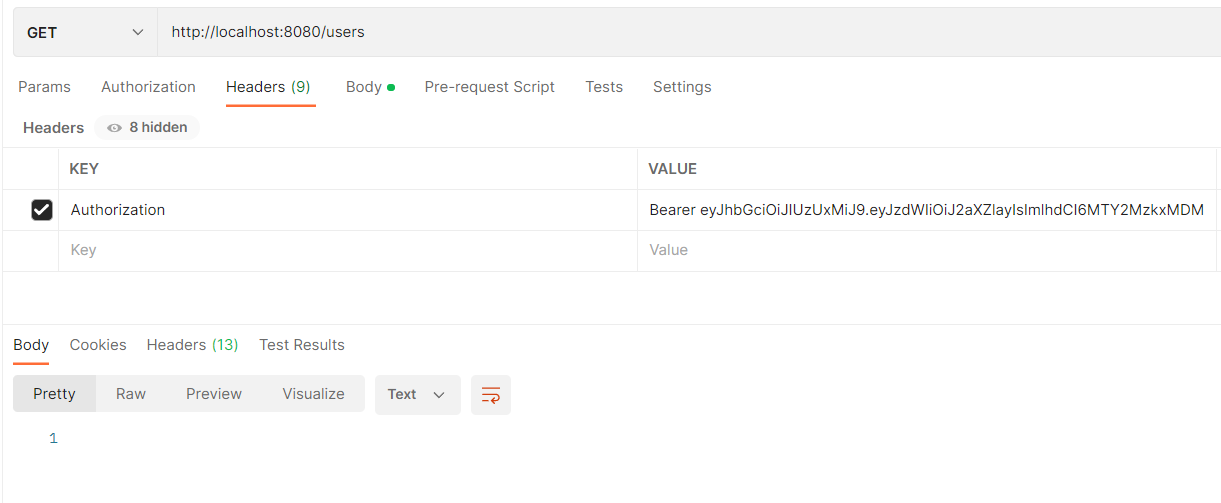 GET http://localhost:8080/users
Params Authorization Headers (9) Body Pre-request Script Tests Settings
Headers 8 hidden
KEY VALUE
Authorization Bearer eyJhbGciOiJIUzUxMiJ9.eyJzdWIiOiJ2aXZlayIsImlhdCI6MTY2MzkxMDM
Key Value
Body Cookies Headers (13) Test Results
Pretty Raw Preview Visualize Text
1